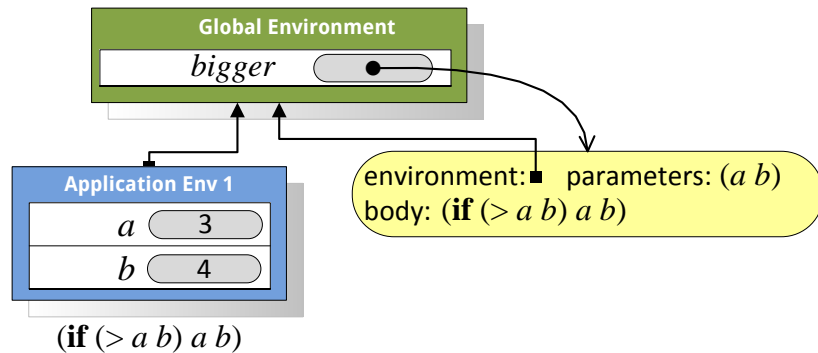 Global Environment
bigger
Application Env 1
a 3
b 4
(if (> a b) a b)
environment: parameters: (a b)
body: (if (> a b) a b)